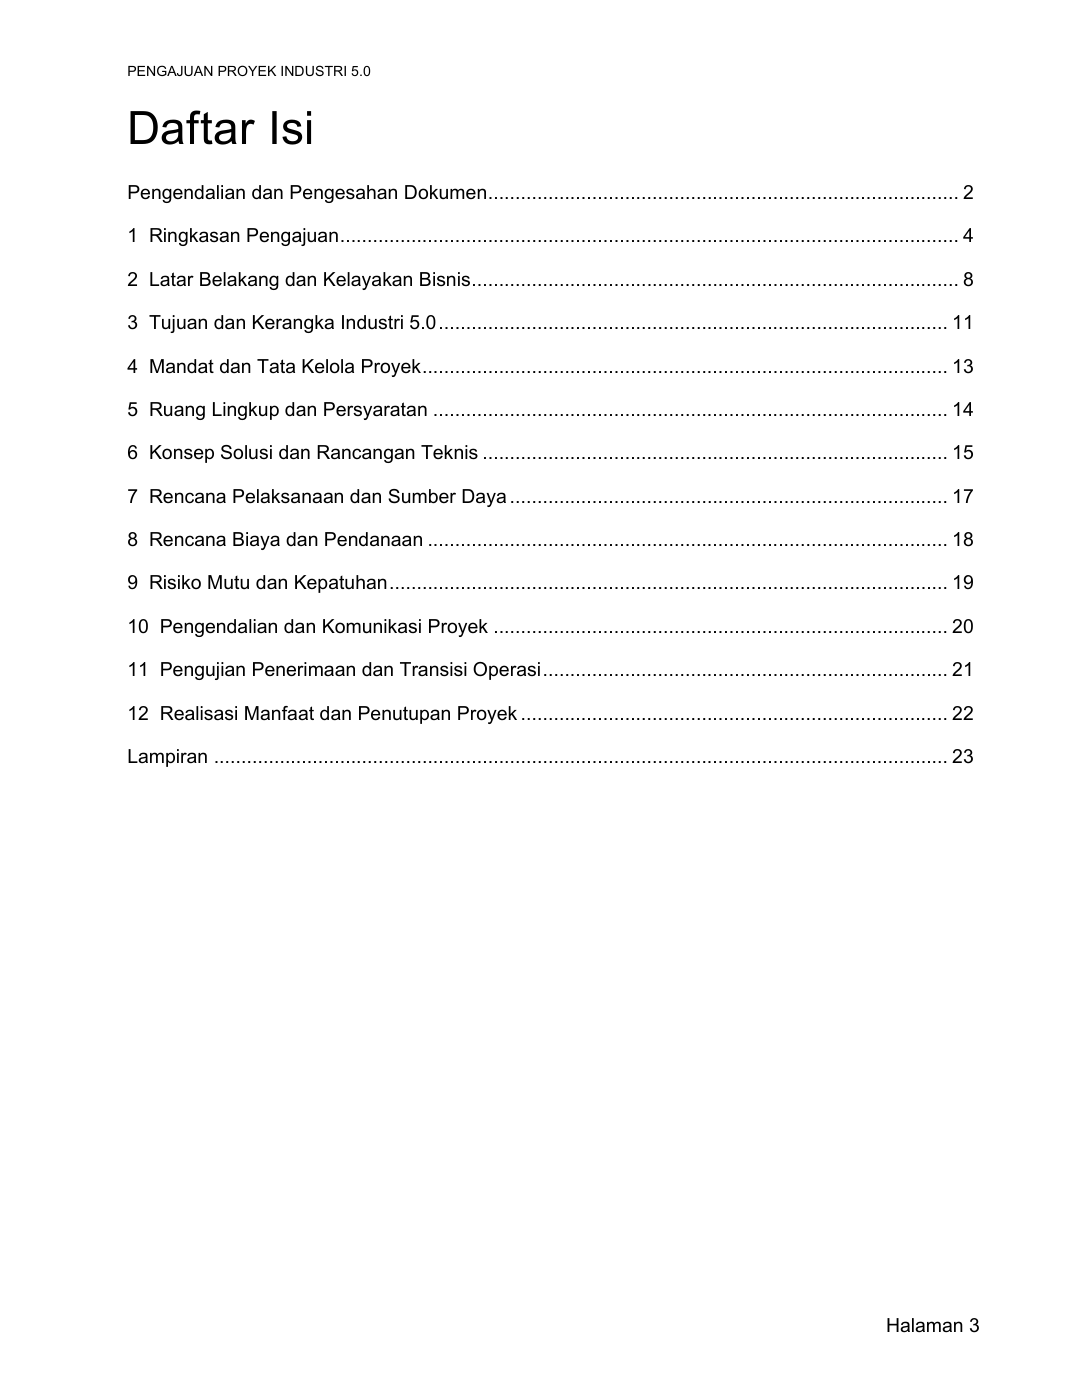 PENGAJUAN PROYEK INDUSTRI 5.0
Daftar Isi
Pengendalian dan Pengesahan Dokumen...................................................................................... 2
1 Ringkasan Pengajuan................................................................................................................. 4
2 Latar Belakang dan Kelayakan Bisnis......................................................................................... 8
3 Tujuan dan Kerangka Industri 5.0............................................................................................. 11
4 Mandat dan Tata Kelola Proyek................................................................................................ 13
5 Ruang Lingkup dan Persyaratan .............................................................................................. 14
6 Konsep Solusi dan Rancangan Teknis ..................................................................................... 15
7 Rencana Pelaksanaan dan Sumber Daya ................................................................................ 17
8 Rencana Biaya dan Pendanaan ............................................................................................... 18
9 Risiko Mutu dan Kepatuhan...................................................................................................... 19
10 Pengendalian dan Komunikasi Proyek ................................................................................... 20
11 Pengujian Penerimaan dan Transisi Operasi.......................................................................... 21
12 Realisasi Manfaat dan Penutupan Proyek .............................................................................. 22
Lampiran ...................................................................................................................................... 23
Halaman 3